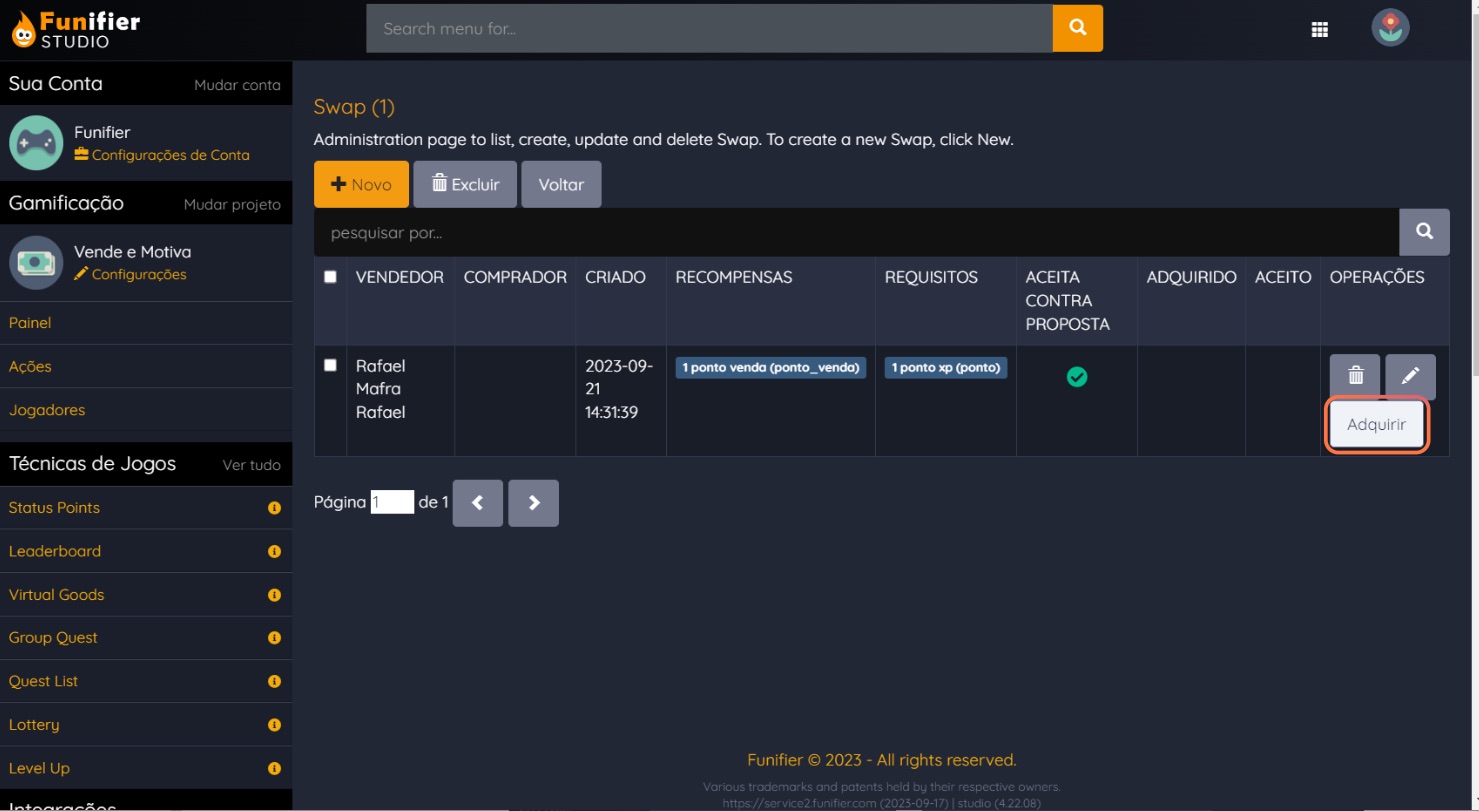 Funifier
STUDIO
Search menu for...
Sua Conta Mudar conta
Funifier
Configurações de Conta
Gamificação Mudar projeto
Vende e Motiva
Configurações
Painel
Ações
Jogadores
Técnicas de Jogos Ver tudo
Status Points
Leaderboard
Virtual Goods
Group Quest
Quest List
Lottery
Level Up
Integrações
Swap (1)
Administration page to list, create, update and delete Swap. To create a new Swap, click New.
Novo Excluir Voltar
pesquisar por...
VENDEDOR COMPRADOR CRIADO RECOMPENSAS REQUISITOS ACEITA CONTRA PROPOSTA ADQUIRIDO ACEITO OPERAÇÕES
Rafael Mafra Rafael 2023-09-21 14:31:39 1 ponto venda (ponto_venda) 1 ponto xp (ponto)
Adquirir
Página 1 de 1
Funifier © 2023 - All rights reserved.
Various trademarks and patents held by their respective owners.
https://service2.funifier.com (2023-09-17) | studio (4.22.08)